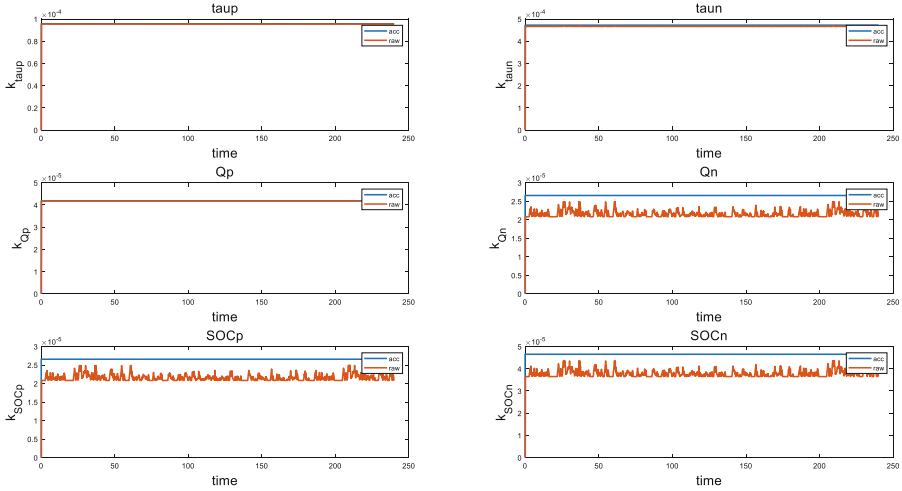 taup
×10⁻⁴
1
0.8
0.6
0.4
0.2
0
k_taup
0 50 100 150 200 250
time
acc
raw
taun
×10⁻⁴
5
4
3
2
1
0
k_taun
0 50 100 150 200 250
time
acc
raw
Qp
×10⁻⁵
5
4
3
2
1
0
k_Qp
0 50 100 150 200 250
time
acc
raw
Qn
×10⁻⁵
3
2.5
2
1.5
1
0.5
0
k_Qn
0 50 100 150 200 250
time
acc
raw
SOCp
×10⁻⁵
3
2.5
2
1.5
1
0.5
0
k_SOCp
0 50 100 150 200 250
time
acc
raw
SOCn
×10⁻⁵
5
4
3
2
1
0
k_SOCn
0 50 100 150 200 250
time
acc
raw